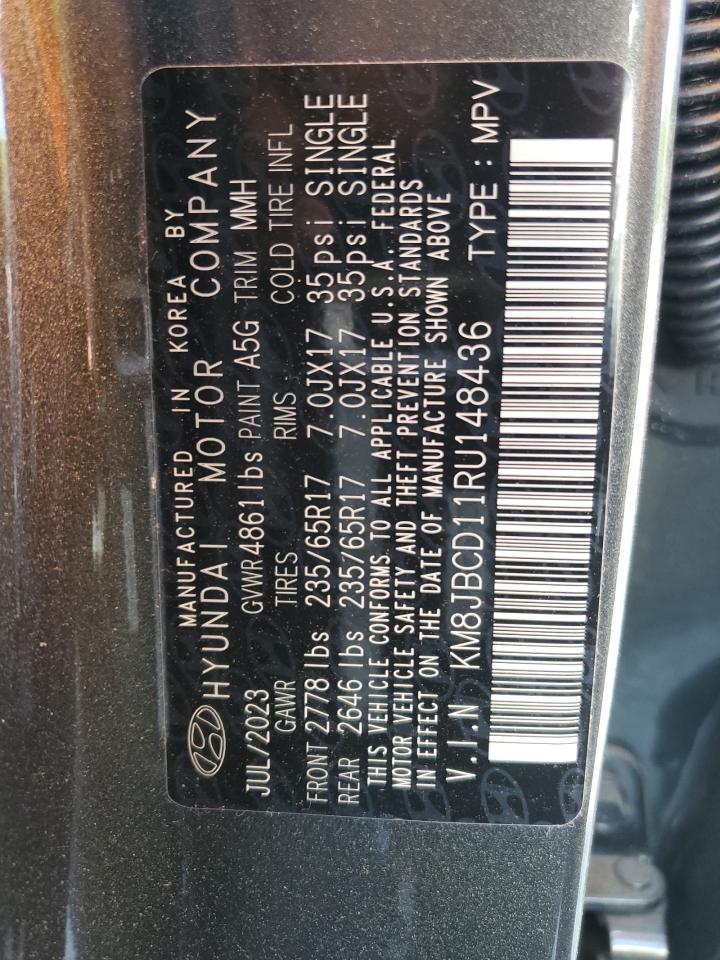 MANUFACTURED IN KOREA BY
HYUNDAI MOTOR COMPANY
JUL/2023 GVWR4861lbs PAINT A5G TRIM MMH
GAWR TIRES RIMS COLD TIRE INFL
FRONT 2778 lbs 235/65R17 7.0JX17 35psi SINGLE
REAR 2646 lbs 235/65R17 7.0JX17 35psi SINGLE
THIS VEHICLE CONFORMS TO ALL APPLICABLE U.S.A. FEDERAL
MOTOR VEHICLE SAFETY AND THEFT PREVENTION STANDARDS
IN EFFECT ON THE DATE OF MANUFACTURE SHOWN ABOVE
V.I.N : KM8JBCD11RU148436 TYPE : MPV